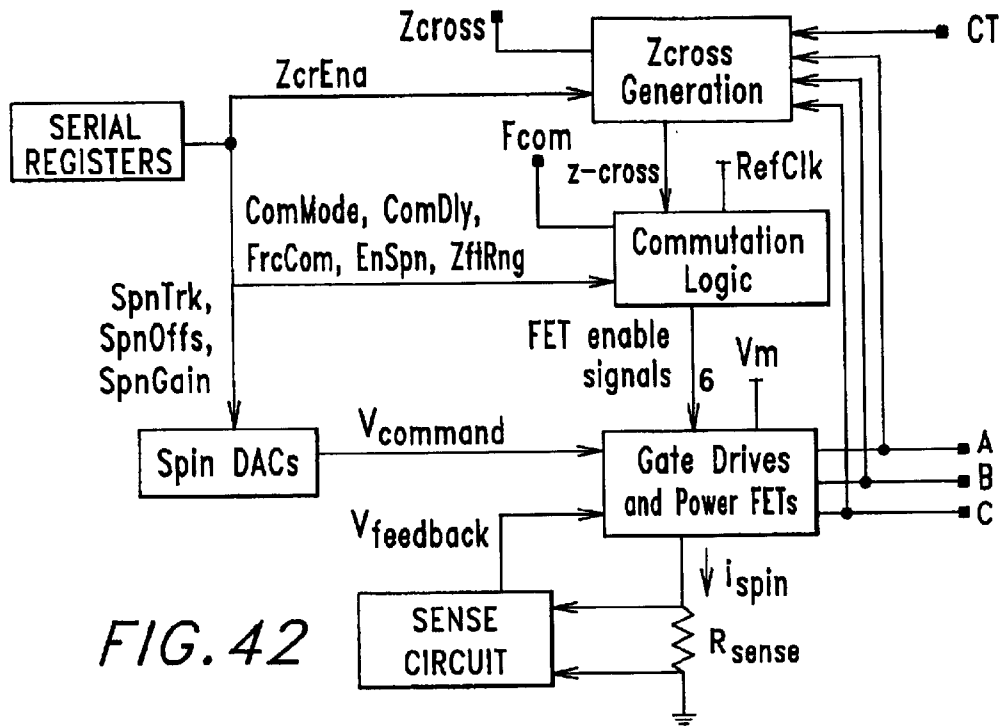 Zcross
CT
Zcross
Generation
ZcrEna
SERIAL
REGISTERS
Fcom
z-cross
RefClk
ComMode, ComDly,
FrcCom, EnSpn, ZftRng
Commutation
Logic
SpnTrk,
SpnOffs,
SpnGain
FET enable
signals
6
Vm
Vcommand
Spin DACs
Gate Drives
and Power FETs
A
B
C
Vfeedback
ispin
SENSE
CIRCUIT
Rsense
FIG. 42